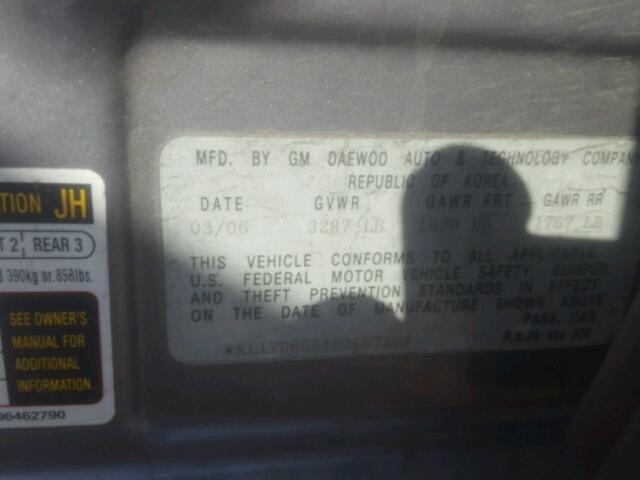 MFD. BY GM DAEWOO AUTO & TECHNOLOGY COMPAN
REPUBLIC OF KOREA
DATE GVWR GAWR FRT GAWR RR
03/06 3287 LB 1767 LB
THIS VEHICLE CONFORMS TO ALL APPLICABLE
U.S. FEDERAL MOTOR VEHICLE SAFETY, BUMPER,
AND THEFT PREVENTION STANDARDS IN EFFECT
ON THE DATE OF MANUFACTURE SHOWN ABOVE
PASS. CAR
TION JH
T 2 REAR 3
390kg or 858lbs.
SEE OWNER'S
MANUAL FOR
ADDITIONAL
INFORMATION
96462790